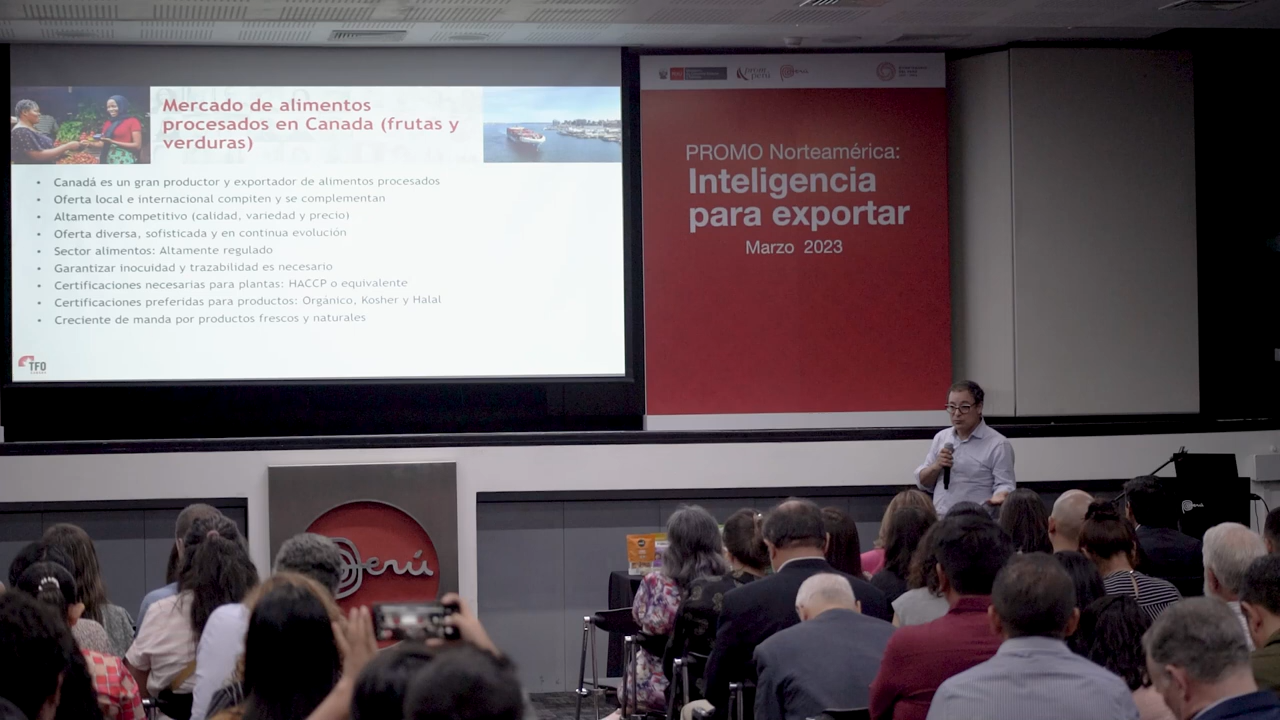 Mercado de alimentos
procesados en Canada (frutas y
verduras)
• Canadá es un gran productor y exportador de alimentos procesados
• Oferta local e internacional compiten y se complementan
• Altamente competitivo (calidad, variedad y precio)
• Oferta diversa, sofisticada y en continua evolución
• Sector alimentos: Altamente regulado
• Garantizar inocuidad y trazabilidad es necesario
• Certificaciones necesarias para plantas: HACCP o equivalente
• Certificaciones preferidas para productos: Orgánico, Kosher y Halal
• Creciente de manda por productos frescos y naturales
TFO
CANADA
PROMO Norteamérica:
Inteligencia
para exportar
Marzo 2023
Perú